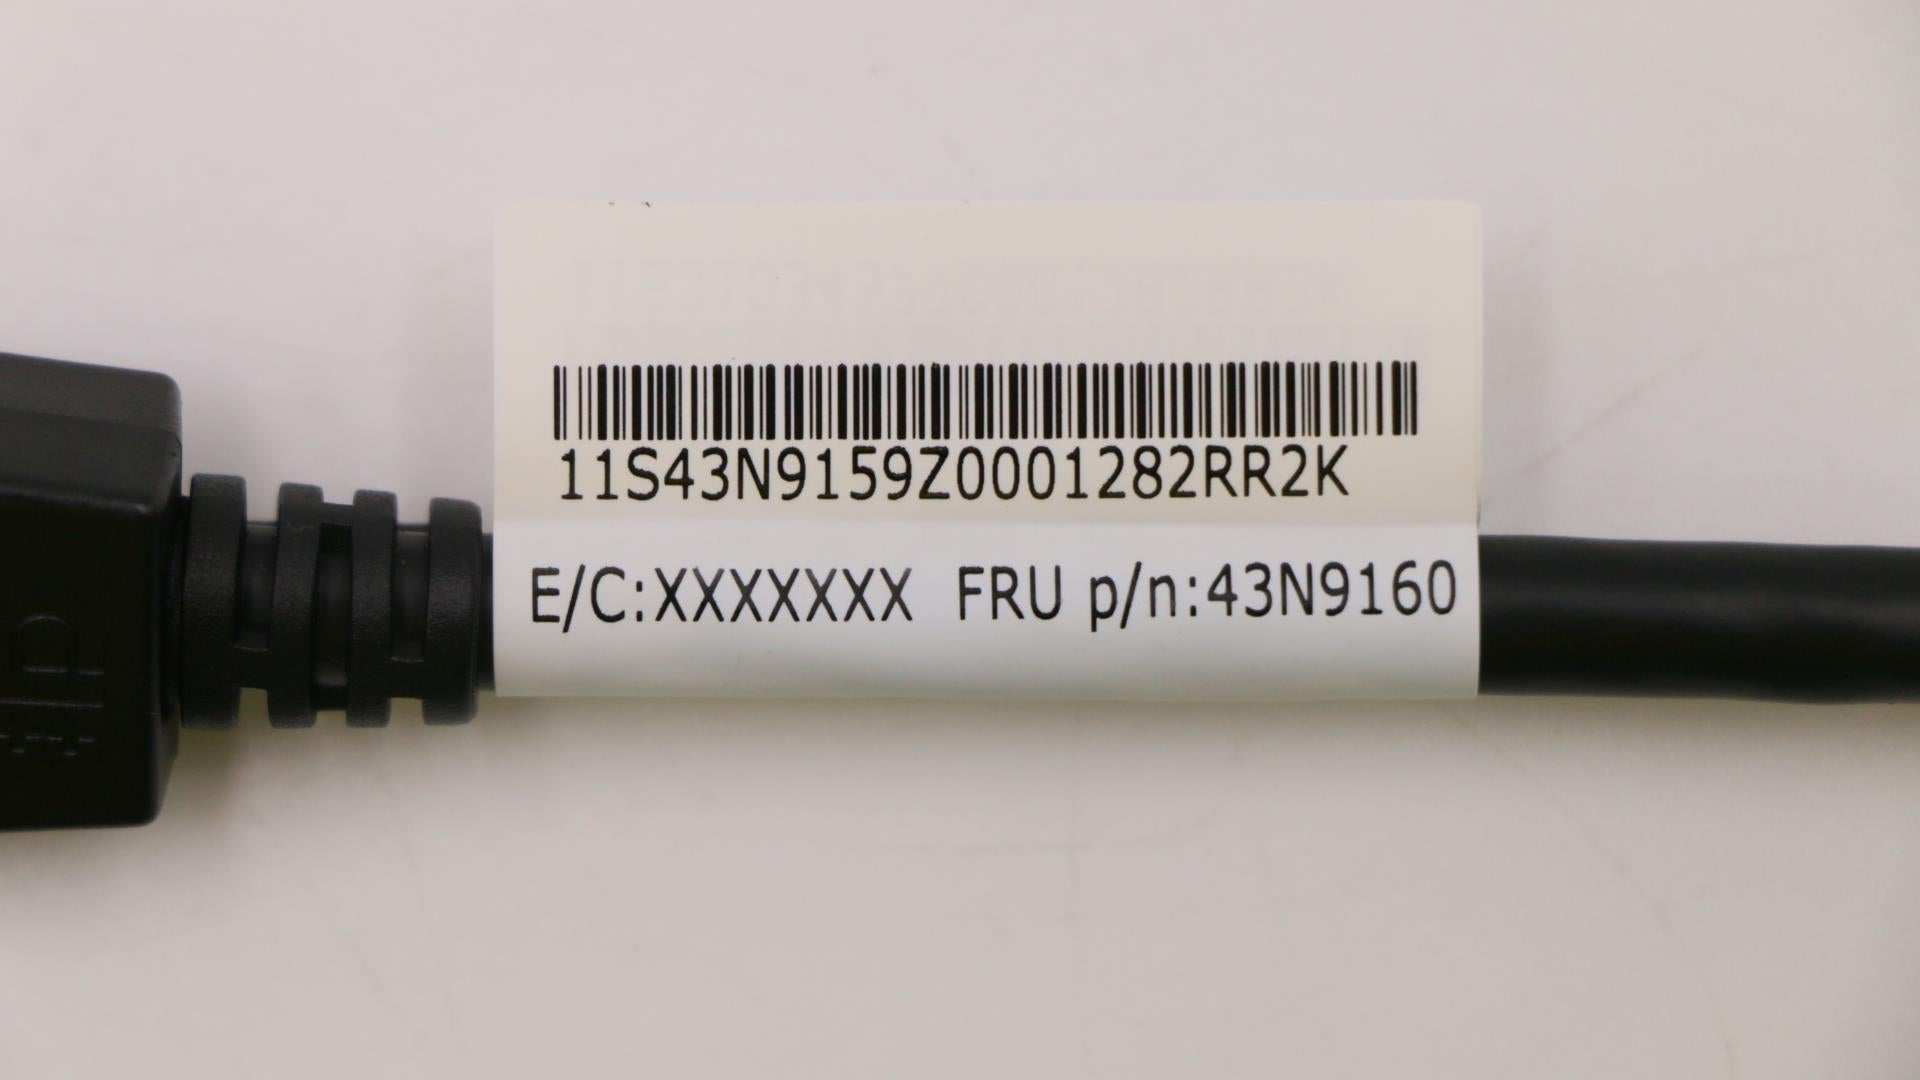 11S43N9159Z0001282RR2K
E/C:XXXXXXX FRU p/n:43N9160